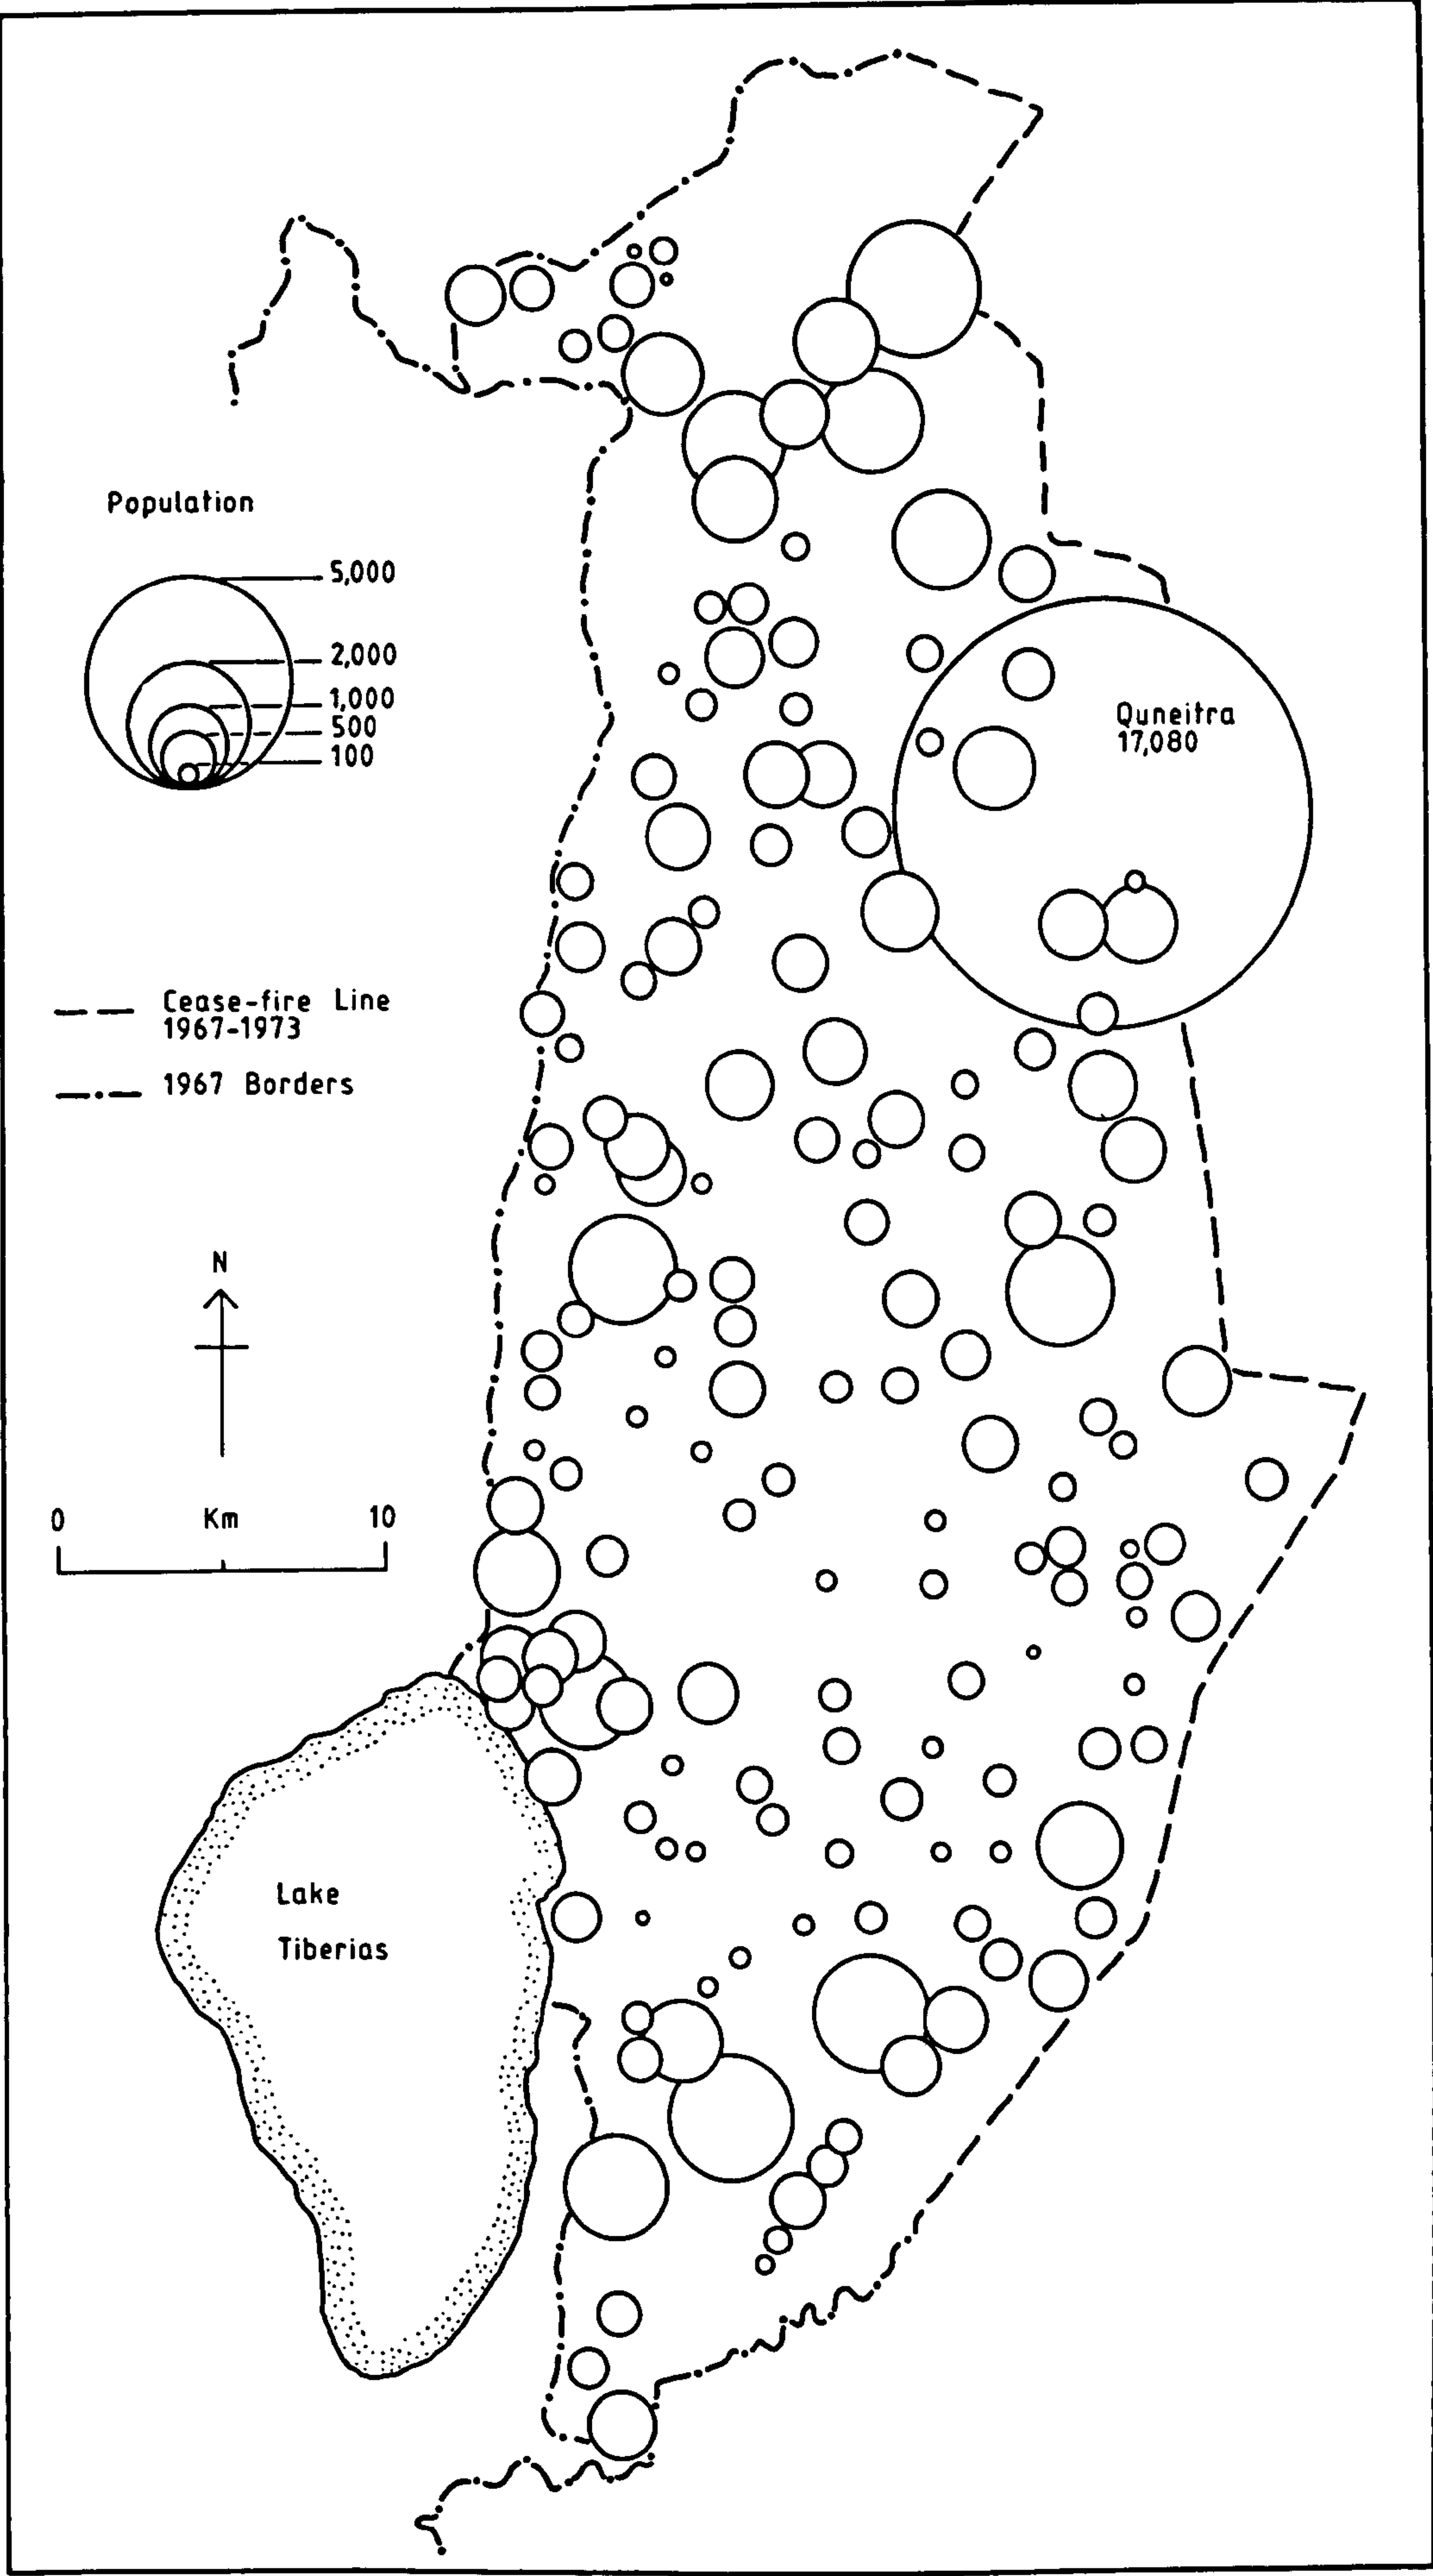 Population
5,000
2,000
1,000
500
100
Quneitra
17,080
Cease-fire Line
1967-1973
1967 Borders
N
0 Km 10
Lake
Tiberias